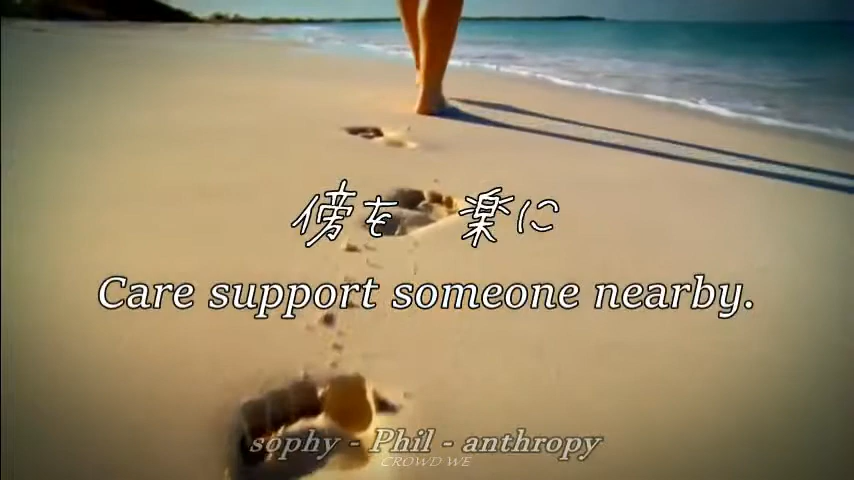 傍を 楽に
Care support someone nearby.
sophy - Phil - anthropy
CROWD WE